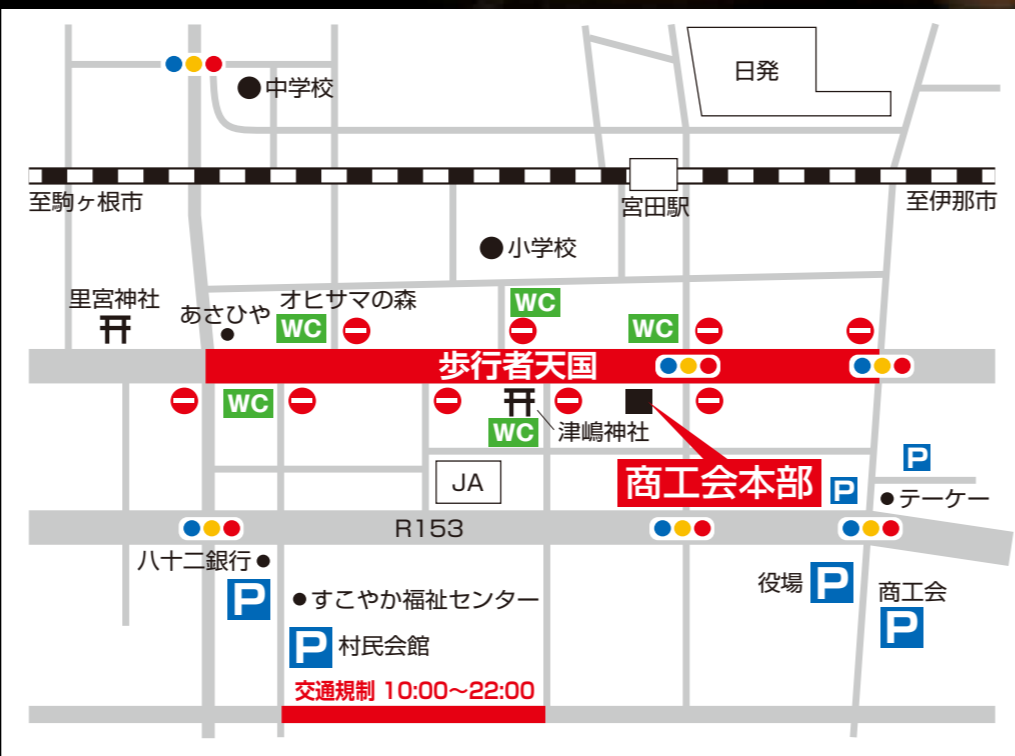 中学校
日発
至駒ヶ根市
宮田駅
至伊那市
小学校
里宮神社
あさひや
オヒサマの森
WC
WC
WC
歩行者天国
WC
WC
津嶋神社
JA
商工会本部
P
P
テーケー
R153
八十二銀行
P
すこやか福祉センター
役場
P
商工会
P
P
村民会館
交通規制 10:00〜22:00